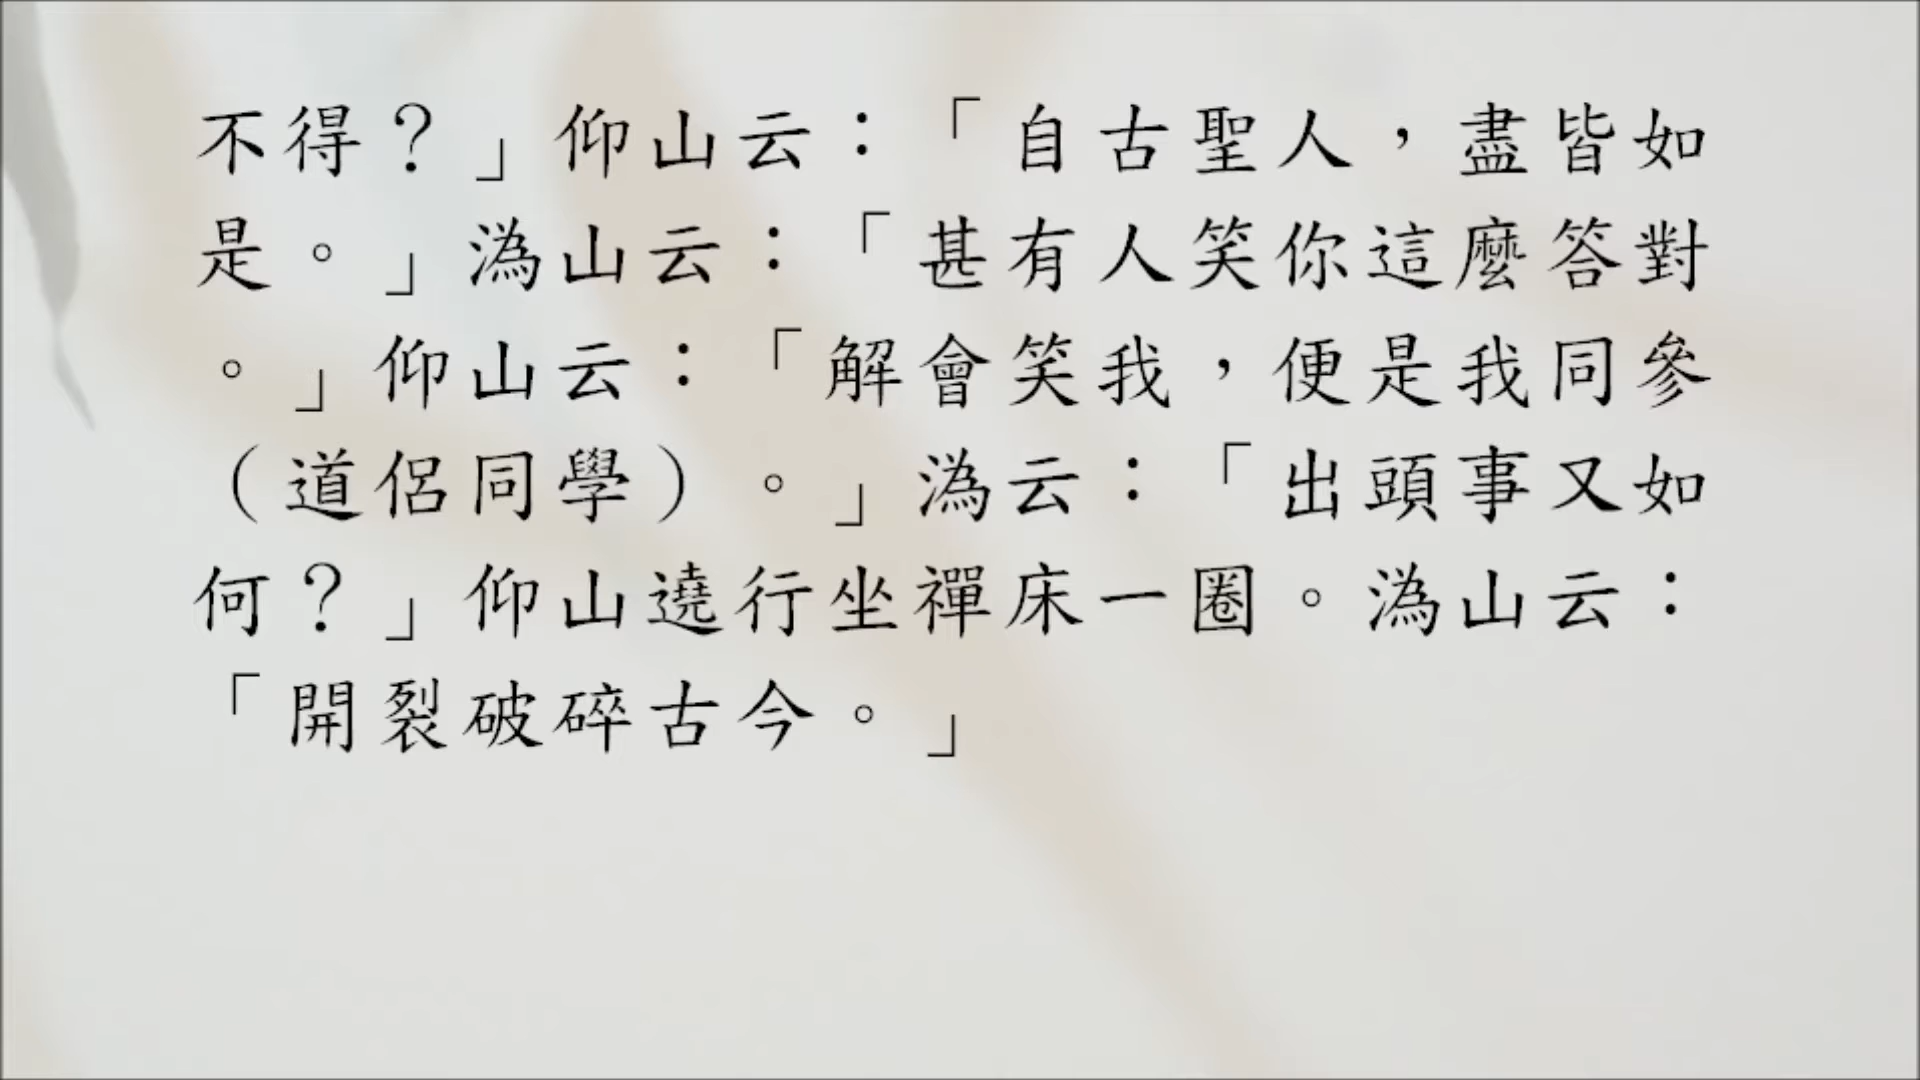 不得？」仰山云：「自古聖人，盡皆如
是。」溈山云：「甚有人笑你這麼答對
。」仰山云：「解會笑我，便是我同參
（道侶同學）。」溈云：「出頭事又如
何？」仰山遶行坐禪床一圈。溈山云：
「開裂破碎古今。」